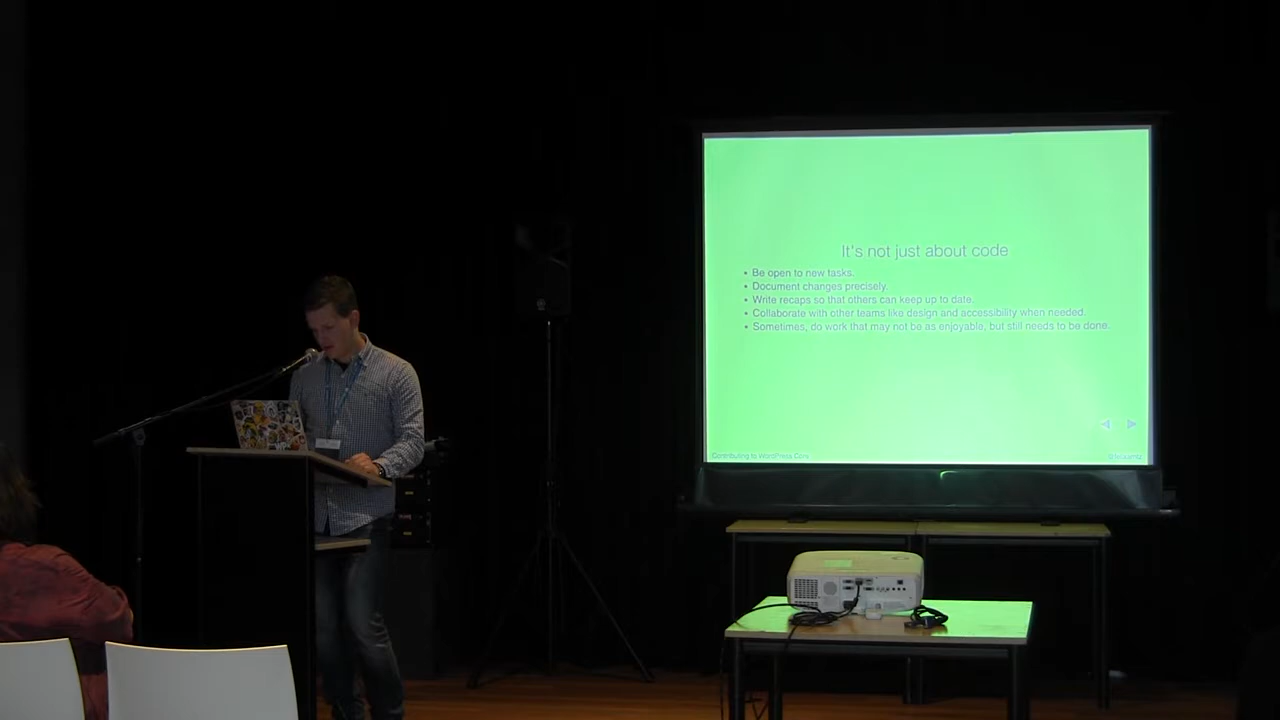 It's not just about code
• Be open to new tasks.
• Document changes precisely.
• Write recaps so that others can keep up to date.
• Collaborate with other teams like design and accessibility when needed.
• Sometimes, do work that may not be as enjoyable, but still needs to be done.
Contributing to WordPress Core